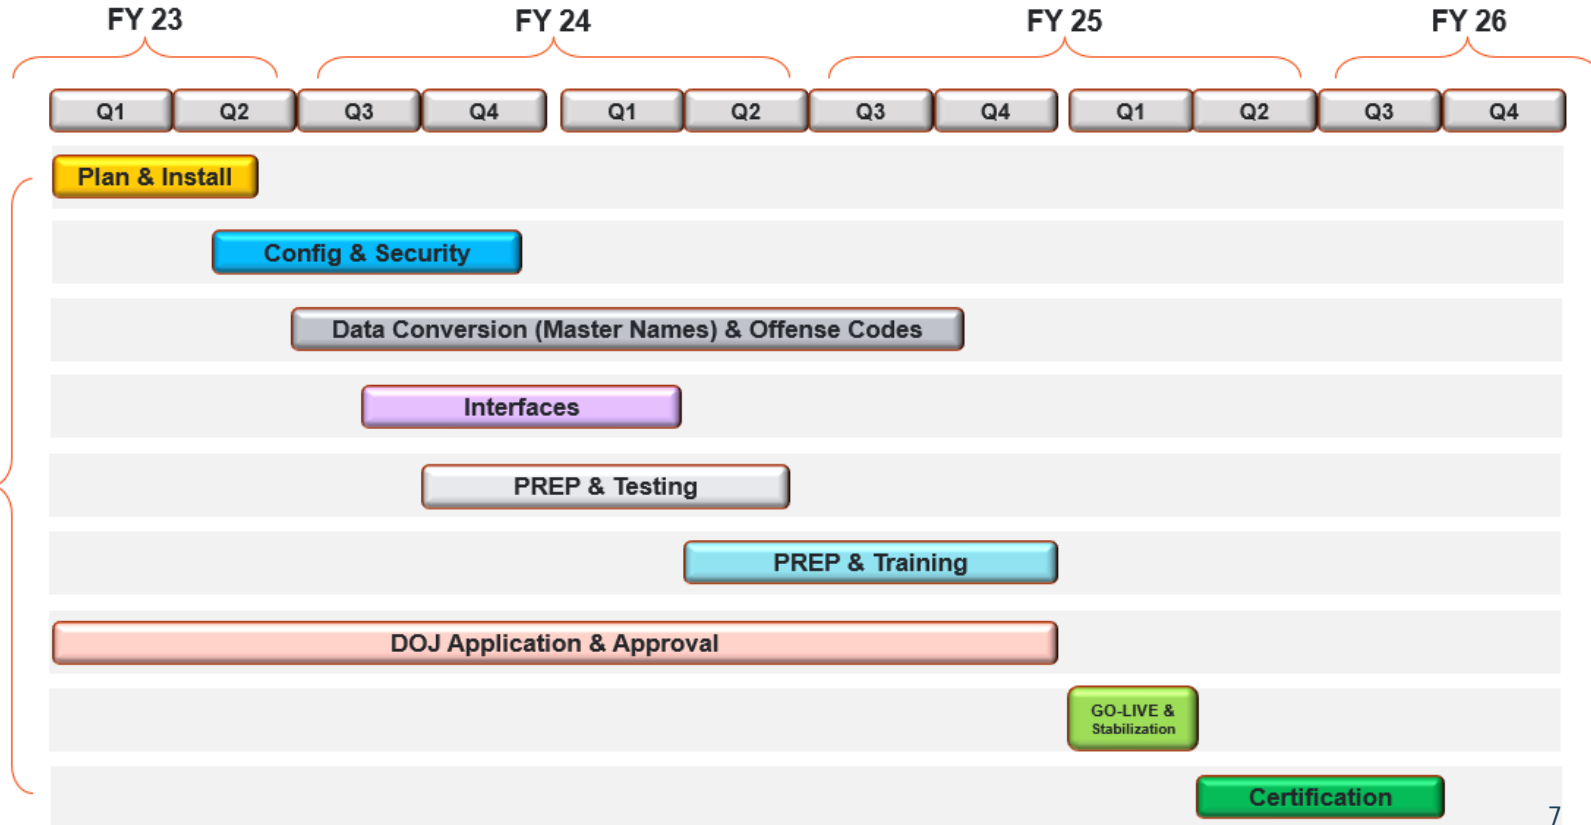 FY 23 FY 24 FY 25 FY 26
Q1 Q2 Q3 Q4 Q1 Q2 Q3 Q4 Q1 Q2 Q3 Q4
Plan & Install
Config & Security
Data Conversion (Master Names) & Offense Codes
Interfaces
PREP & Testing
PREP & Training
DOJ Application & Approval
GO-LIVE &
Stabilization
Certification
7